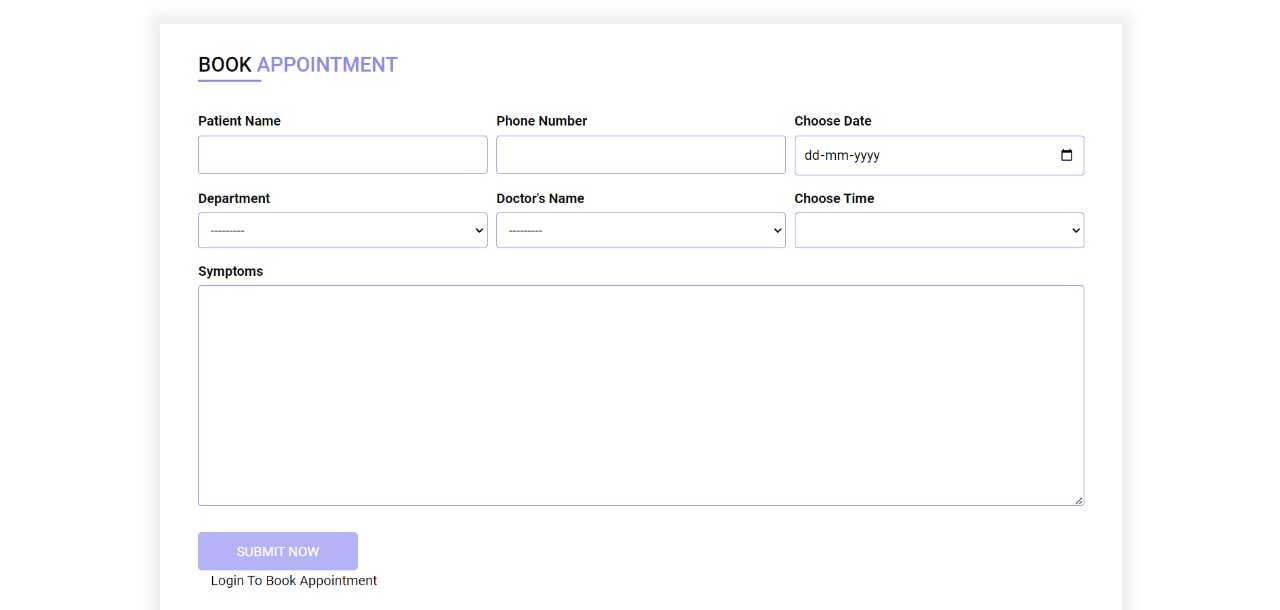 BOOK APPOINTMENT
Patient Name Phone Number Choose Date
dd-mm-yyyy
Department Doctor's Name Choose Time
--------- ---------
Symptoms
SUBMIT NOW
Login To Book Appointment